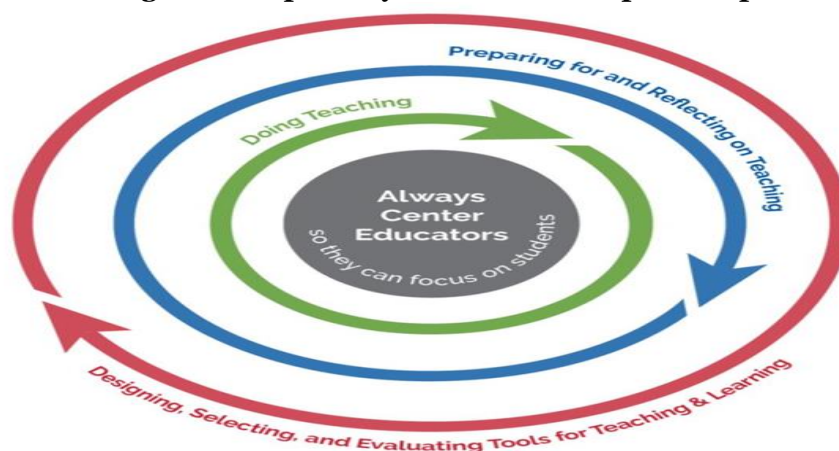 Preparing for and Reflecting on Teaching
Doing Teaching
Always
Center
Educators
so they can focus on students
Designing, Selecting, and Evaluating Tools for Teaching & Learning